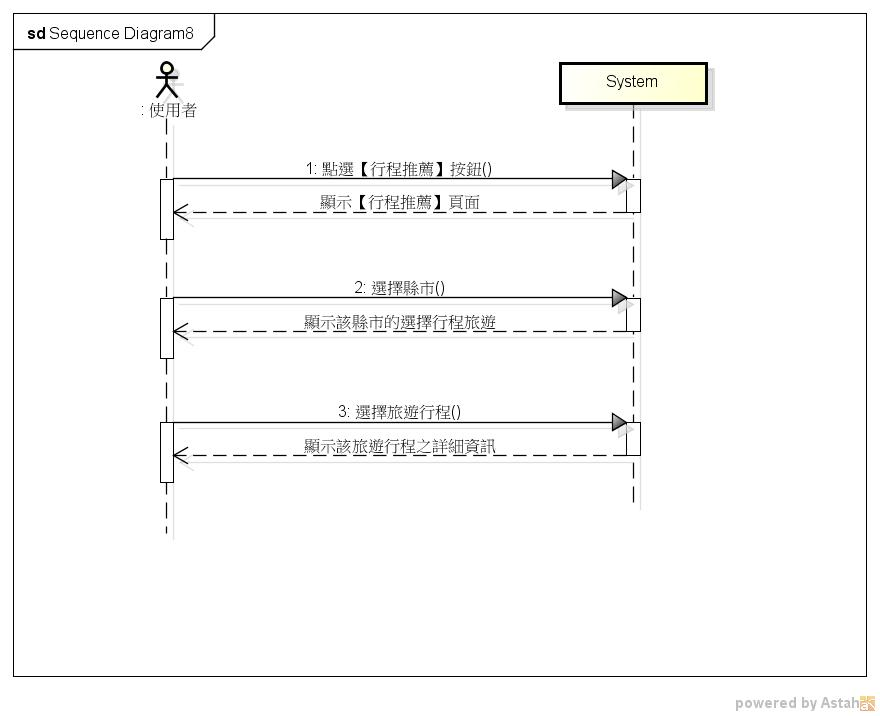 sd Sequence Diagram8
System
: 使用者
1: 點選【行程推薦】按鈕()
顯示【行程推薦】頁面
2: 選擇縣市()
顯示該縣市的選擇行程旅遊
3: 選擇旅遊行程()
顯示該旅遊行程之詳細資訊
powered by Astah